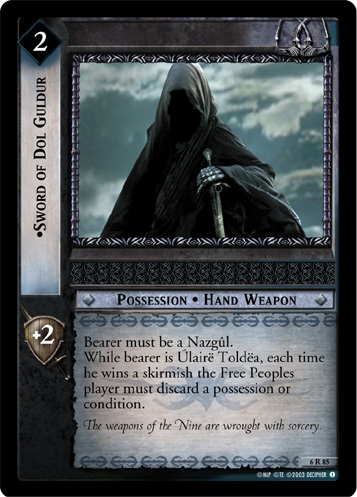 2
•Sword of Dol Guldur
Possession • Hand Weapon
+2
Bearer must be a Nazgûl.
While bearer is Úlairë Toldëa, each time
he wins a skirmish the Free Peoples
player must discard a possession or
condition.
The weapons of the Nine are wrought with sorcery.
6 R 85
©NLP ©TE ©2003 DECIPHER